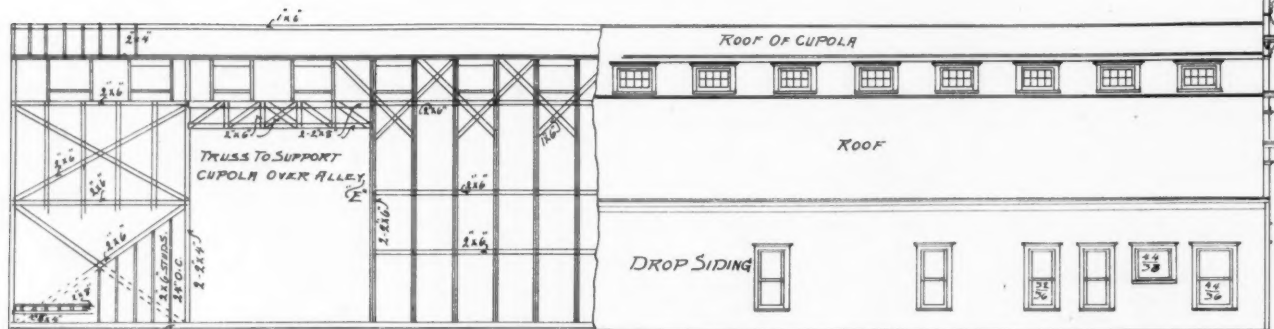 1"x6"
2"x4"
ROOF OF CUPOLA
2"x6"
2"x6"
2-2"x8"
1-2"x6"
1"x6"
TRUSS TO SUPPORT
CUPOLA OVER ALLEY
"E"
ROOF
2"x6"
2"x6"
2"x6"
2-2"x6"
2"x6"
2"x6"
2-2"x4"
2"x6" STUDS
24" O.C.
DROP SIDING
32
36
44
38
44
36